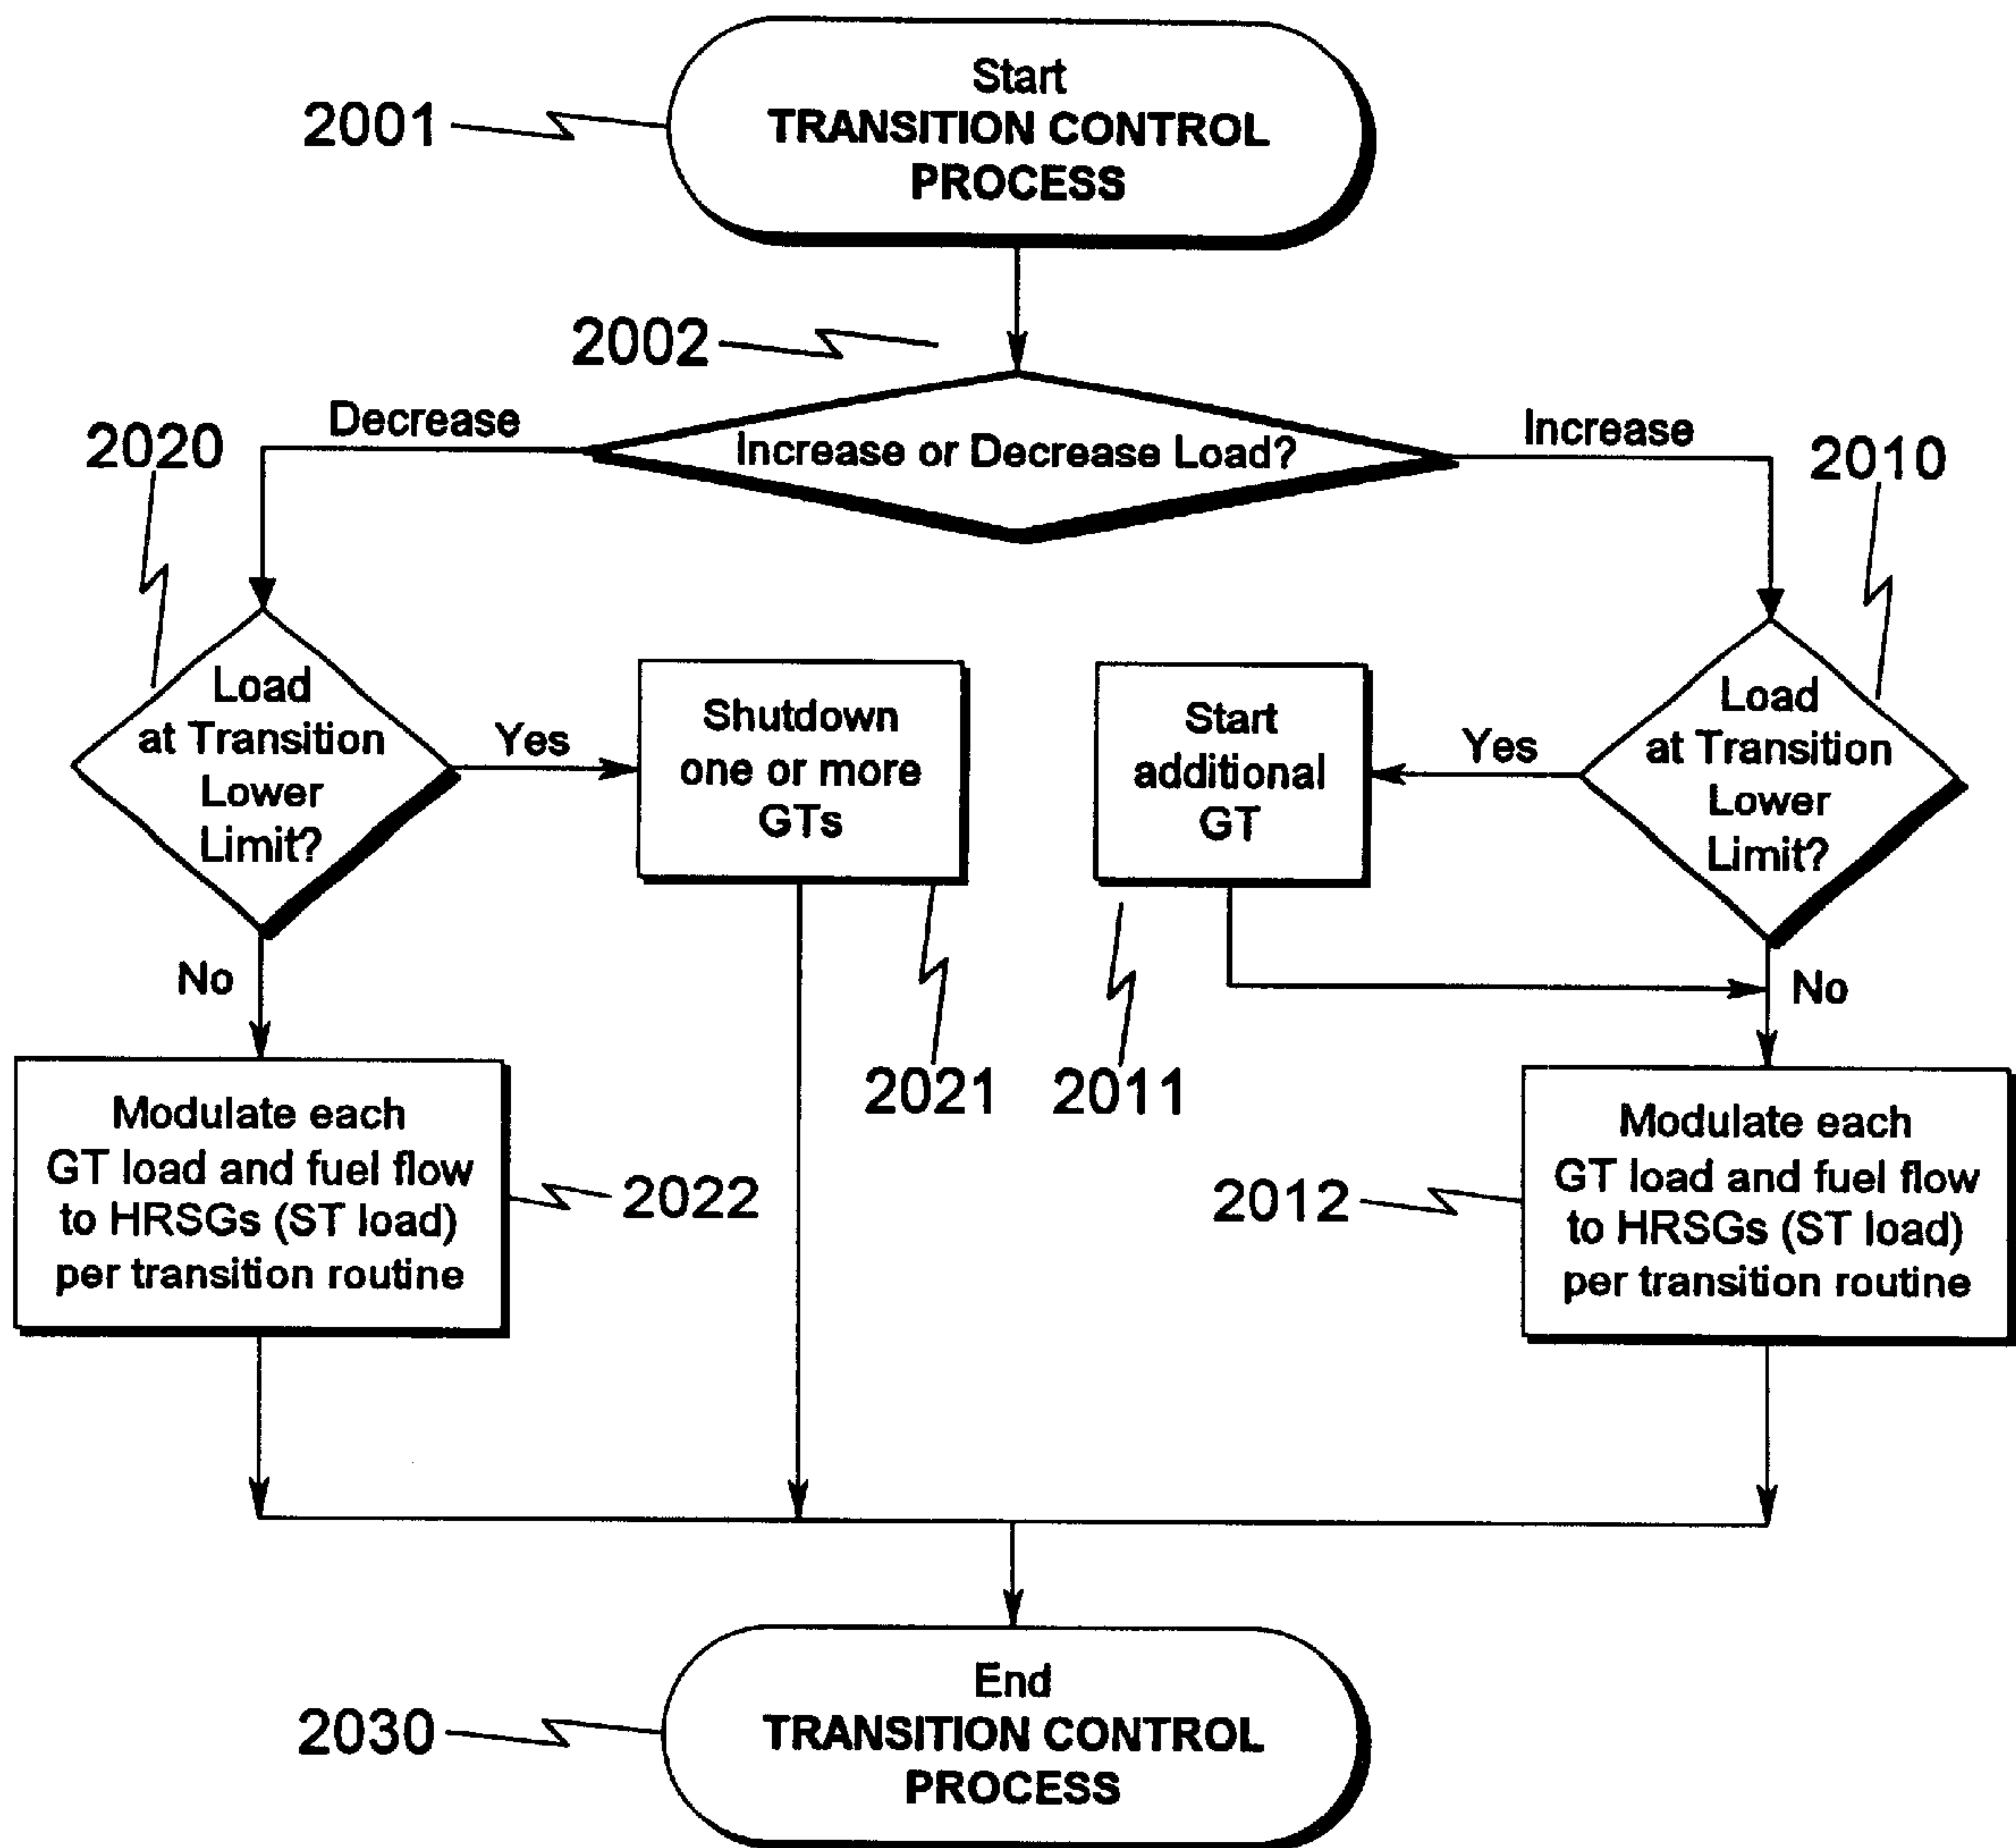 Start
TRANSITION CONTROL
PROCESS
2001
2002
Decrease
Increase or Decrease Load?
Increase
2020
2010
Load
at Transition
Lower
Limit?
Yes
Shutdown
one or more
GTs
Start
additional
GT
Yes
Load
at Transition
Lower
Limit?
No
No
2021
2011
Modulate each
GT load and fuel flow
to HRSGs (ST load)
per transition routine
2022
2012
Modulate each
GT load and fuel flow
to HRSGs (ST load)
per transition routine
End
TRANSITION CONTROL
PROCESS
2030